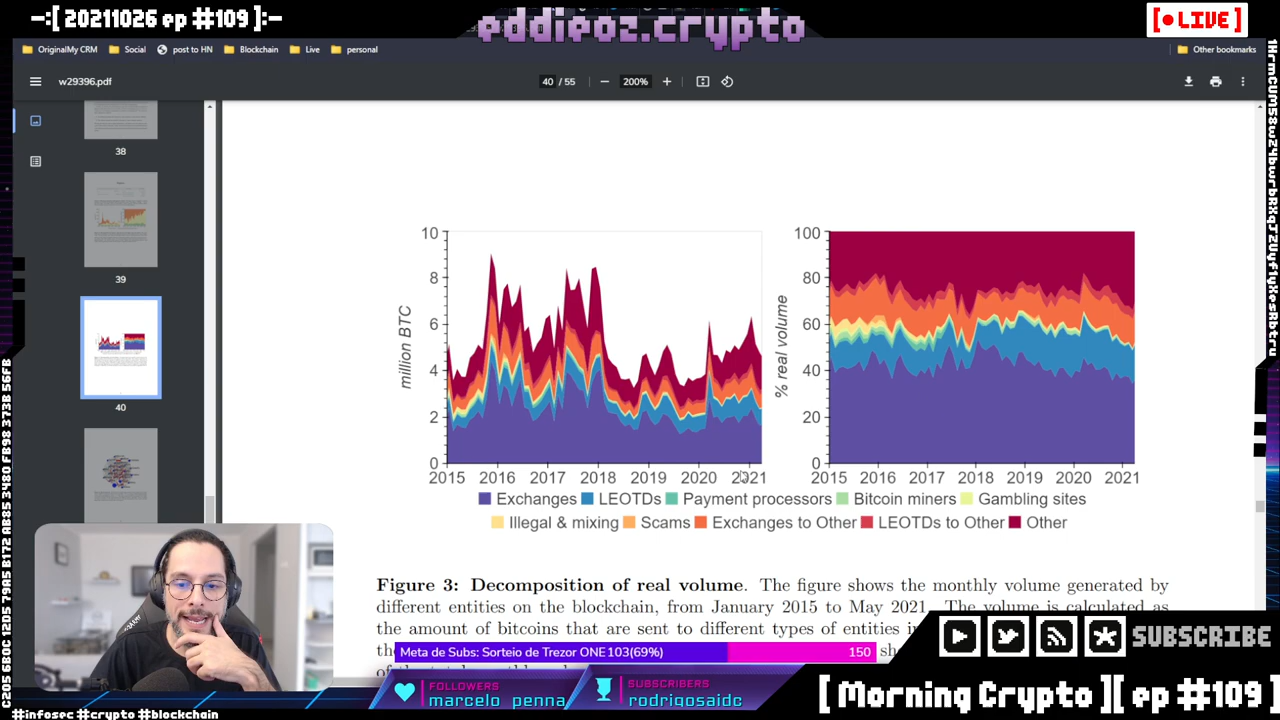 -:[ 20211026 ep #109 ]:-
eddieoz.crypto
[● LIVE ]
OriginalMy CRM
Social
post to HN
Blockchain
Live
personal
Other bookmarks
w29396.pdf
40 / 55
200%
38
39
40
10
8
6
4
2
0
million BTC
2015 2016 2017 2018 2019 2020 2021
100
80
60
40
20
0
% real volume
2015 2016 2017 2018 2019 2020 2021
Exchanges LEOTDs Payment processors Bitcoin miners Gambling sites
Illegal & mixing Scams Exchanges to Other LEOTDs to Other Other
Figure 3: Decomposition of real volume. The figure shows the monthly volume generated by
different entities on the blockchain, from January 2015 to May 2021. The volume is calculated as
the amount of bitcoins that are sent to different types of entities
Meta de Subs: Sorteio de Trezor ONE 103(69%)
150
FOLLOWERS
marcelo_penna
SUBSCRIBERS
rodrigosaidc
SUBSCRIBE
[ Morning Crypto ][ ep #109 ]
#infosec #crypto #blockchain